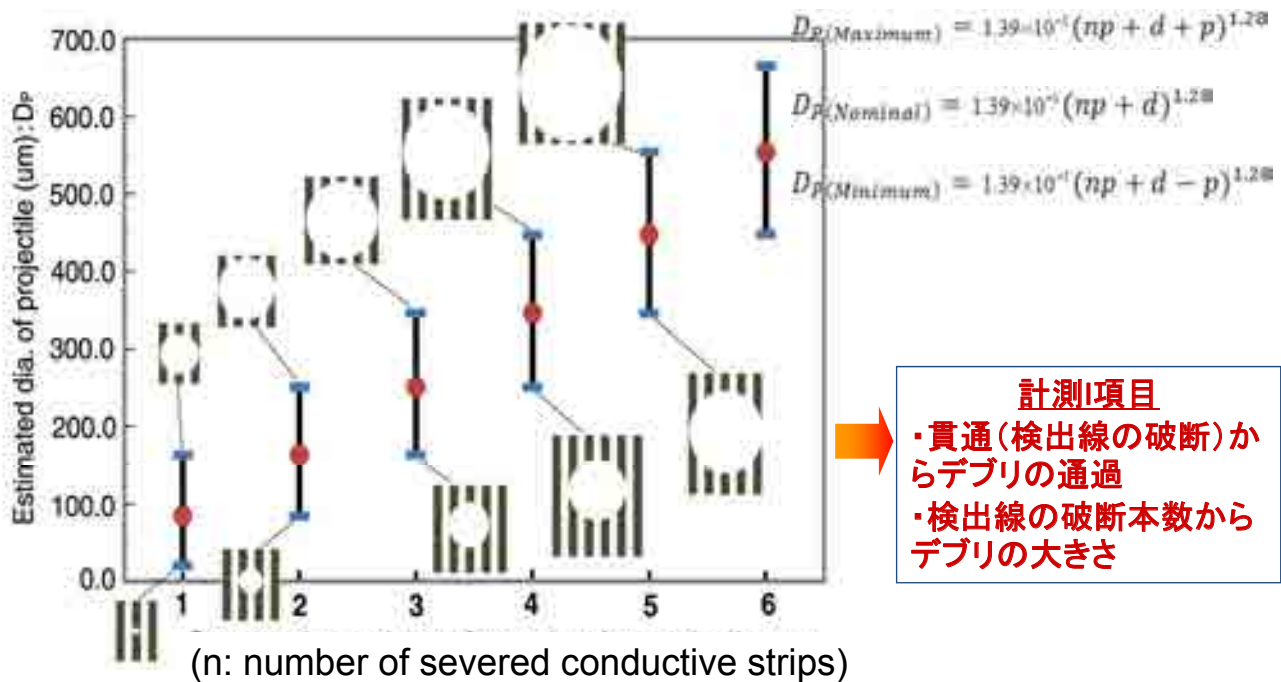 700.0
600.0
500.0
400.0
300.0
200.0
100.0
0.0
Estimated dia. of projectile (um):Dp
1 2 3 4 5 6
(n: number of severed conductive strips)
D_P(Maximum) = 1.39×10⁻¹(np + d + p)^1.28
D_P(Nominal) = 1.39×10⁻¹(np + d)^1.28
D_P(Minimum) = 1.39×10⁻¹(np + d − p)^1.28
計測I項目
・貫通(検出線の破断)か
らデブリの通過
・検出線の破断本数から
デブリの大きさ